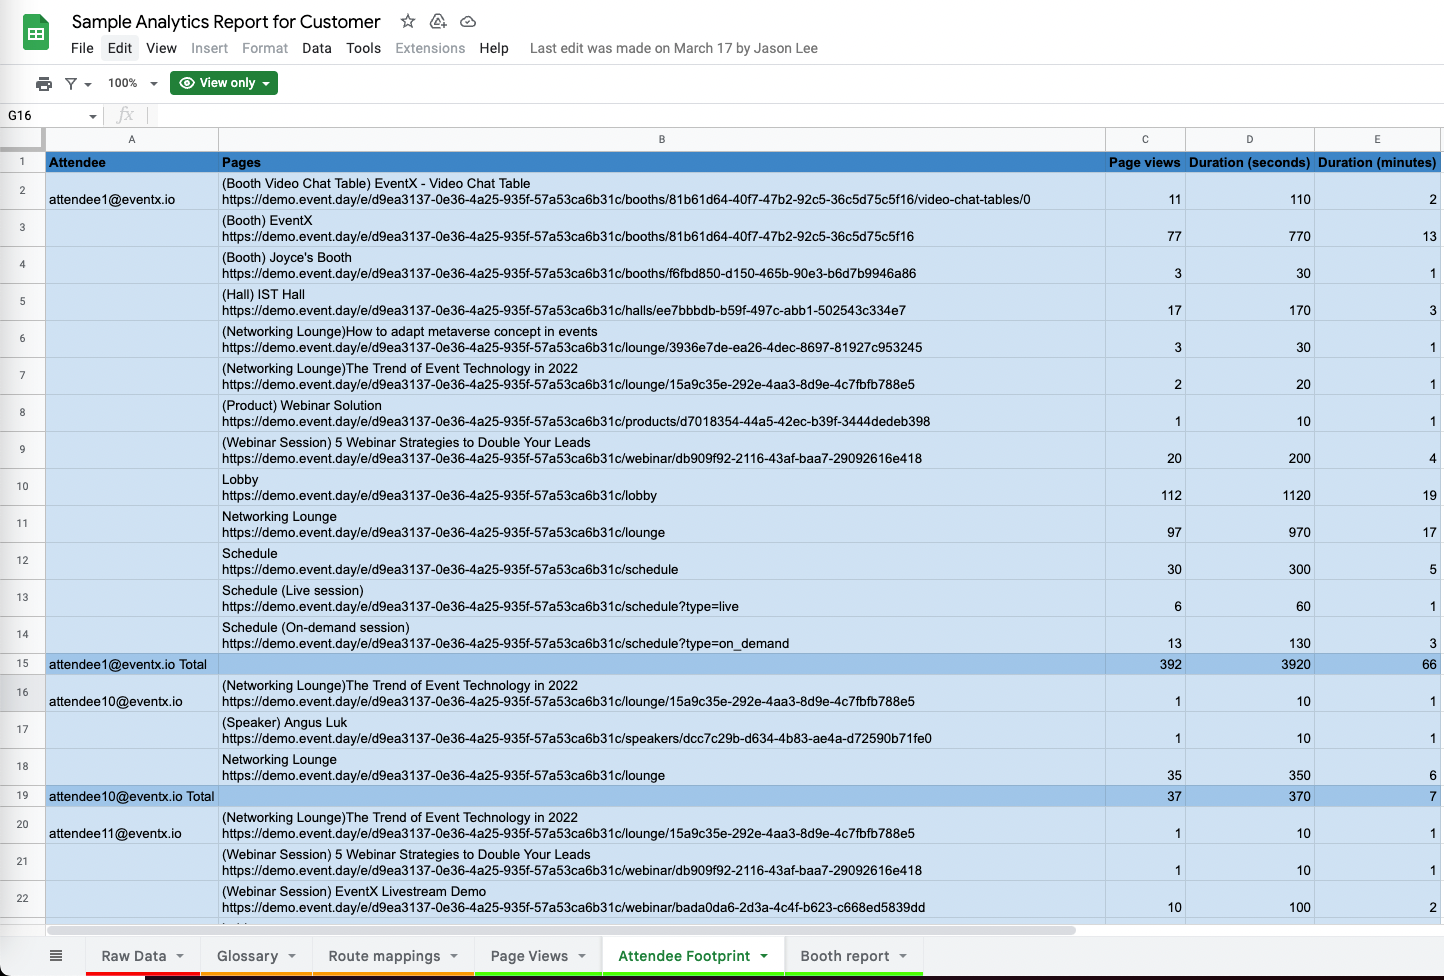 Sample Analytics Report for Customer
File Edit View Insert Format Data Tools Extensions Help Last edit was made on March 17 by Jason Lee
100% View only
G16 fx
A B C D E
1 Attendee Pages Page views Duration (seconds) Duration (minutes)
(Booth Video Chat Table) EventX - Video Chat Table
2 attendee1@eventx.io https://demo.event.day/e/d9ea3137-0e36-4a25-935f-57a53ca6b31c/booths/81b61d64-40f7-47b2-92c5-36c5d75c5f16/video-chat-tables/0 11 110 2
(Booth) EventX
3 https://demo.event.day/e/d9ea3137-0e36-4a25-935f-57a53ca6b31c/booths/81b61d64-40f7-47b2-92c5-36c5d75c5f16 77 770 13
(Booth) Joyce's Booth
4 https://demo.event.day/e/d9ea3137-0e36-4a25-935f-57a53ca6b31c/booths/f6fbd850-d150-465b-90e3-b6d7b9946a86 3 30 1
(Hall) IST Hall
5 https://demo.event.day/e/d9ea3137-0e36-4a25-935f-57a53ca6b31c/halls/ee7bbbdb-b59f-497c-abb1-502543c334e7 17 170 3
(Networking Lounge)How to adapt metaverse concept in events
6 https://demo.event.day/e/d9ea3137-0e36-4a25-935f-57a53ca6b31c/lounge/3936e7de-ea26-4dec-8697-81927c953245 3 30 1
(Networking Lounge)The Trend of Event Technology in 2022
7 https://demo.event.day/e/d9ea3137-0e36-4a25-935f-57a53ca6b31c/lounge/15a9c35e-292e-4aa3-8d9e-4c7fbfb788e5 2 20 1
(Product) Webinar Solution
8 https://demo.event.day/e/d9ea3137-0e36-4a25-935f-57a53ca6b31c/products/d7018354-44a5-42ec-b39f-3444dedeb398 1 10 1
(Webinar Session) 5 Webinar Strategies to Double Your Leads
9 https://demo.event.day/e/d9ea3137-0e36-4a25-935f-57a53ca6b31c/webinar/db909f92-2116-43af-baa7-29092616e418 20 200 4
Lobby
10 https://demo.event.day/e/d9ea3137-0e36-4a25-935f-57a53ca6b31c/lobby 112 1120 19
Networking Lounge
11 https://demo.event.day/e/d9ea3137-0e36-4a25-935f-57a53ca6b31c/lounge 97 970 17
Schedule
12 https://demo.event.day/e/d9ea3137-0e36-4a25-935f-57a53ca6b31c/schedule 30 300 5
Schedule (Live session)
13 https://demo.event.day/e/d9ea3137-0e36-4a25-935f-57a53ca6b31c/schedule?type=live 6 60 1
Schedule (On-demand session)
14 https://demo.event.day/e/d9ea3137-0e36-4a25-935f-57a53ca6b31c/schedule?type=on_demand 13 130 3
15 attendee1@eventx.io Total 392 3920 66
(Networking Lounge)The Trend of Event Technology in 2022
16 attendee10@eventx.io https://demo.event.day/e/d9ea3137-0e36-4a25-935f-57a53ca6b31c/lounge/15a9c35e-292e-4aa3-8d9e-4c7fbfb788e5 1 10 1
(Speaker) Angus Luk
17 https://demo.event.day/e/d9ea3137-0e36-4a25-935f-57a53ca6b31c/speakers/dcc7c29b-d634-4b83-ae4a-d72590b71fe0 1 10 1
Networking Lounge
18 https://demo.event.day/e/d9ea3137-0e36-4a25-935f-57a53ca6b31c/lounge 35 350 6
19 attendee10@eventx.io Total 37 370 7
(Networking Lounge)The Trend of Event Technology in 2022
20 attendee11@eventx.io https://demo.event.day/e/d9ea3137-0e36-4a25-935f-57a53ca6b31c/lounge/15a9c35e-292e-4aa3-8d9e-4c7fbfb788e5 1 10 1
(Webinar Session) 5 Webinar Strategies to Double Your Leads
21 https://demo.event.day/e/d9ea3137-0e36-4a25-935f-57a53ca6b31c/webinar/db909f92-2116-43af-baa7-29092616e418 1 10 1
(Webinar Session) EventX Livestream Demo
22 https://demo.event.day/e/d9ea3137-0e36-4a25-935f-57a53ca6b31c/webinar/bada0da6-2d3a-4c4f-b623-c668ed5839dd 10 100 2
Raw Data Glossary Route mappings Page Views Attendee Footprint Booth report